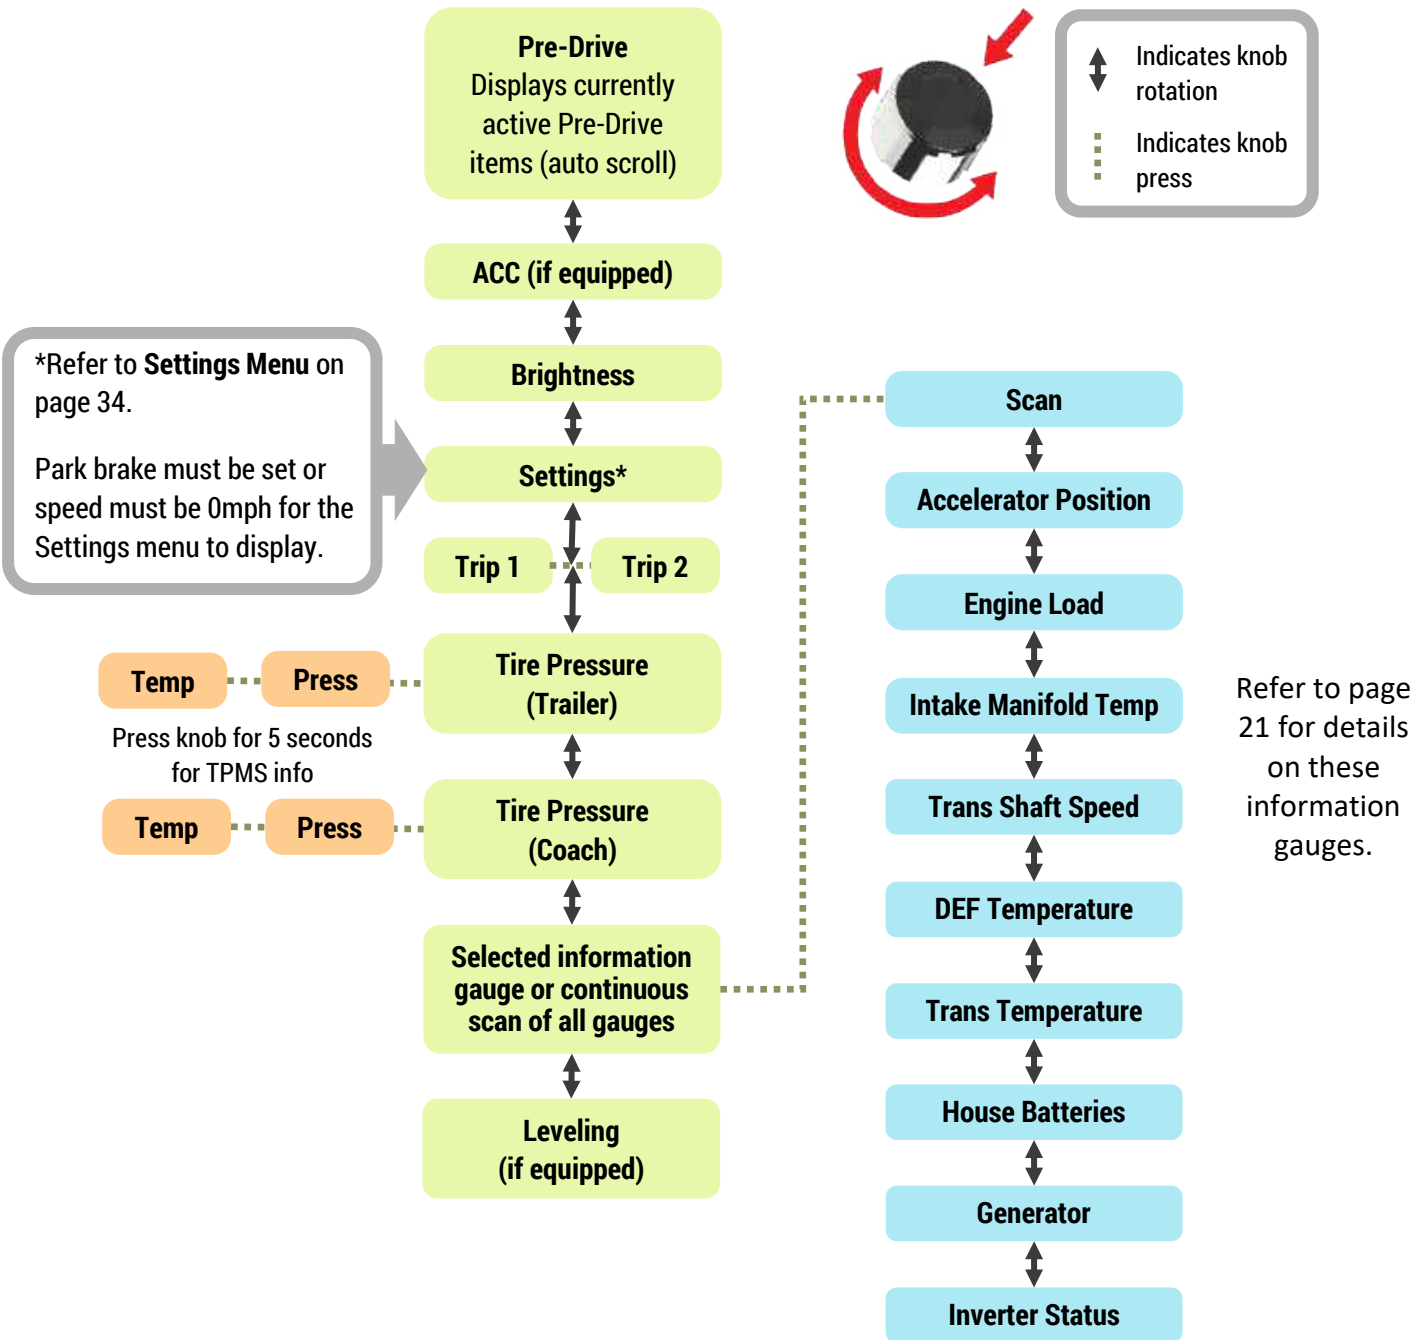 Pre-Drive
Displays currently
active Pre-Drive
items (auto scroll)
Indicates knob
rotation
Indicates knob
press
ACC (if equipped)
*Refer to Settings Menu on
page 34.
Park brake must be set or
speed must be 0mph for the
Settings menu to display.
Brightness
Settings*
Trip 1
Trip 2
Tire Pressure
(Trailer)
Press
Temp
Press knob for 5 seconds
for TPMS info
Tire Pressure
(Coach)
Press
Temp
Selected information
gauge or continuous
scan of all gauges
Leveling
(if equipped)
Scan
Accelerator Position
Engine Load
Intake Manifold Temp
Trans Shaft Speed
DEF Temperature
Trans Temperature
House Batteries
Generator
Inverter Status
Refer to page
21 for details
on these
information
gauges.